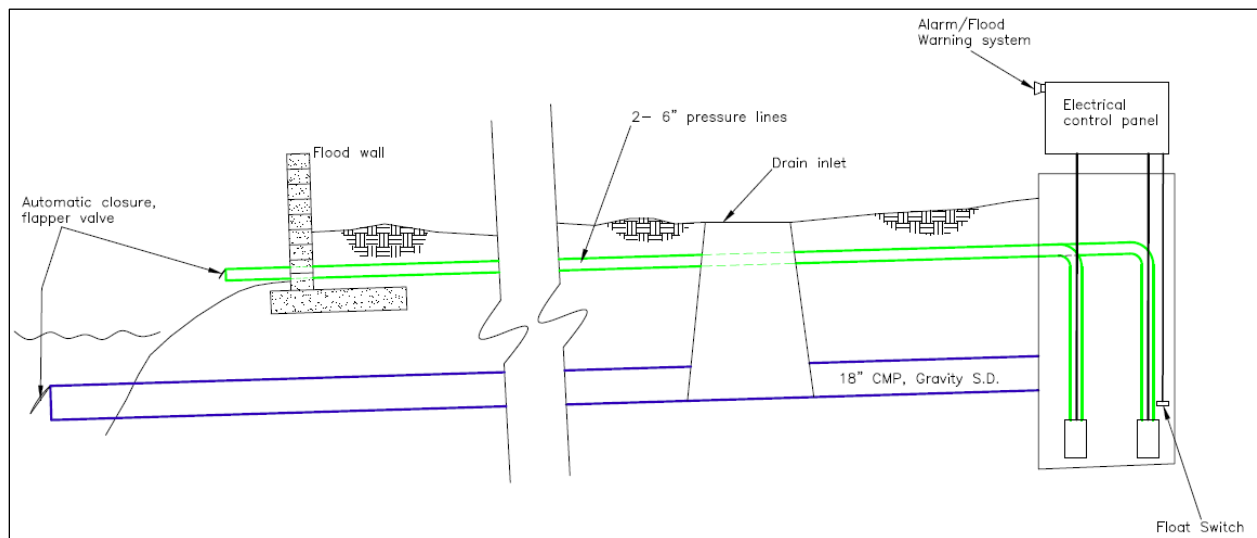 Alarm/Flood
Warning system
Electrical
control panel
2- 6" pressure lines
Flood wall
Drain inlet
Automatic closure,
flapper valve
18" CMP, Gravity S.D.
Float Switch